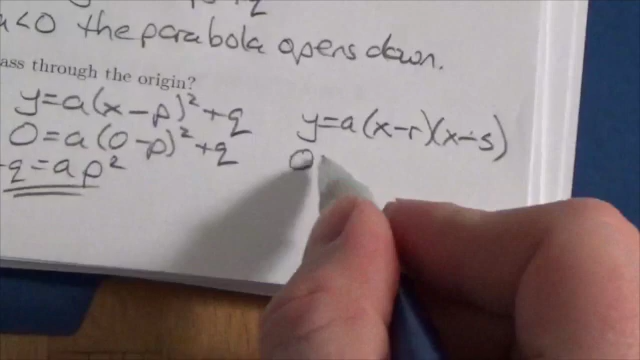 a<0 the parabola opens down.
ass through the origin?
y=a(x-p)²+q
0=a(0-p)²+q
-q=ap²
y=a(x-r)(x-s)
0